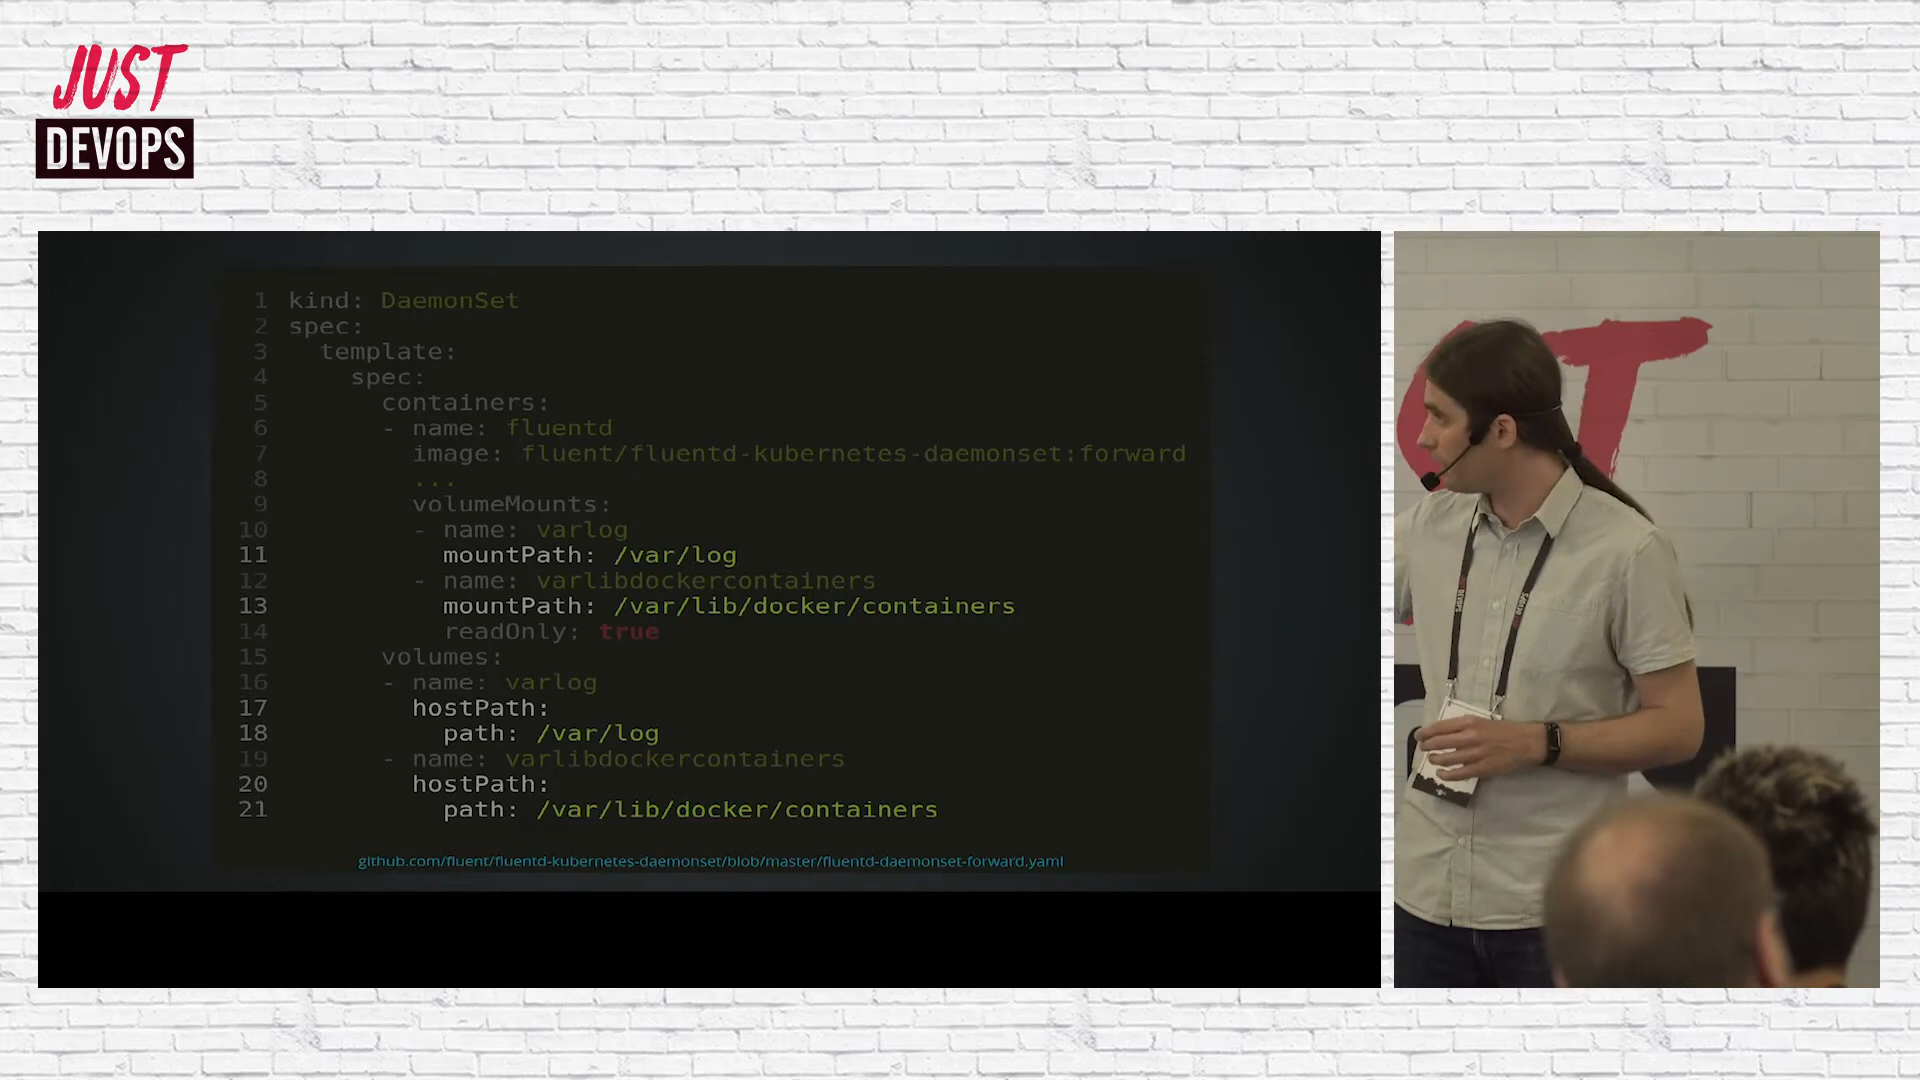 JUST
DEVOPS
1 kind: DaemonSet
2 spec:
3   template:
4     spec:
5       containers:
6       - name: fluentd
7         image: fluent/fluentd-kubernetes-daemonset:forward
8         ...
9         volumeMounts:
10         - name: varlog
11           mountPath: /var/log
12         - name: varlibdockercontainers
13           mountPath: /var/lib/docker/containers
14           readOnly: true
15       volumes:
16       - name: varlog
17         hostPath:
18           path: /var/log
19       - name: varlibdockercontainers
20         hostPath:
21           path: /var/lib/docker/containers
github.com/fluent/fluentd-kubernetes-daemonset/blob/master/fluentd-daemonset-forward.yaml